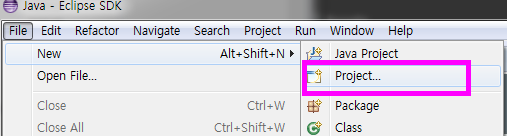 Java - Eclipse SDK
File Edit Refactor Navigate Search Project Run Window Help
New Alt+Shift+N Java Project
Open File... Project...
Close Ctrl+W Package
Close All Ctrl+Shift+W Class